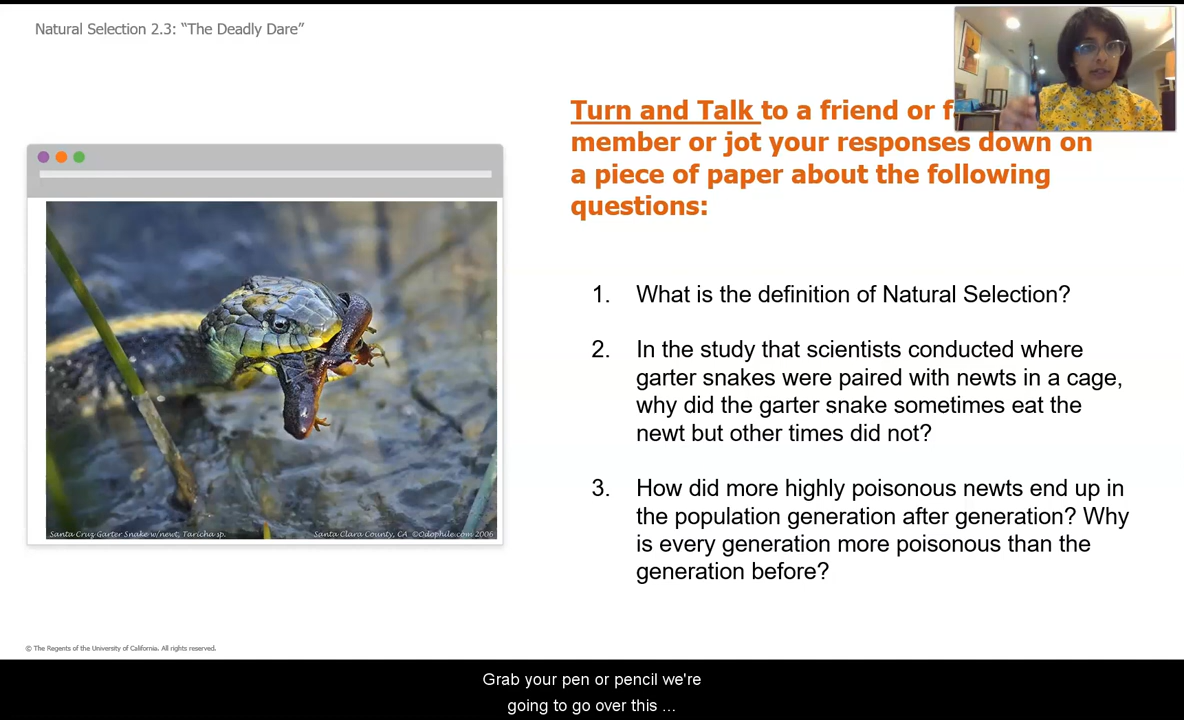 Natural Selection 2.3: “The Deadly Dare”
Turn and Talk to a friend or f
member or jot your responses down on
a piece of paper about the following
questions:
1. What is the definition of Natural Selection?
2. In the study that scientists conducted where
garter snakes were paired with newts in a cage,
why did the garter snake sometimes eat the
newt but other times did not?
3. How did more highly poisonous newts end up in
the population generation after generation? Why
is every generation more poisonous than the
generation before?
Santa Cruz Garter Snake w/newt, Taricha sp.
Santa Clara County, CA ©Odophile.com 2006
© The Regents of the University of California. All rights reserved.
Grab your pen or pencil we're
going to go over this ...